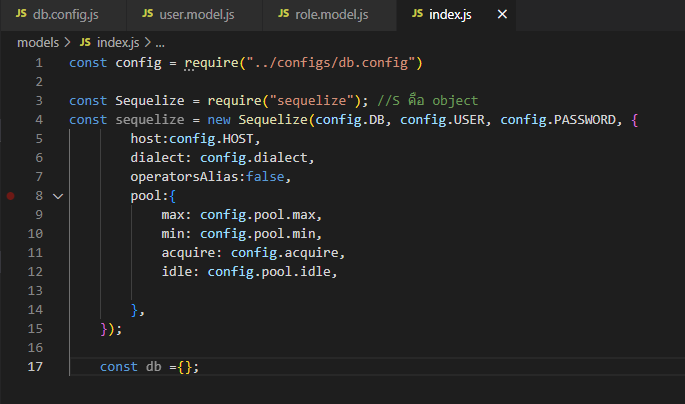 JS db.config.js JS user.model.js JS role.model.js JS index.js ×
models > JS index.js > ...
1 const config = require("../configs/db.config")
2
3 const Sequelize = require("sequelize"); //S คือ object
4 const sequelize = new Sequelize(config.DB, config.USER, config.PASSWORD, {
5 host:config.HOST,
6 dialect: config.dialect,
7 operatorsAlias:false,
8 pool:{
9 max: config.pool.max,
10 min: config.pool.min,
11 acquire: config.acquire,
12 idle: config.pool.idle,
13
14 },
15 });
16
17 const db ={};